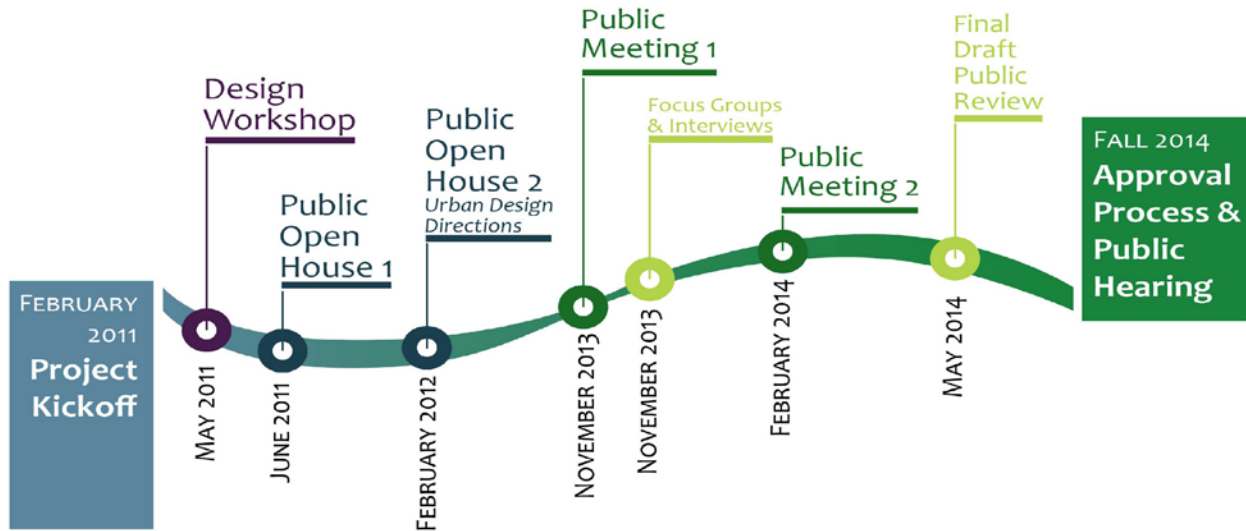 FEBRUARY
2011
Project
Kickoff
Design
Workshop
MAY 2011
Public
Open
House 1
JUNE 2011
Public
Open
House 2
Urban Design
Directions
FEBRUARY 2012
Public
Meeting 1
NOVEMBER 2013
Focus Groups
& Interviews
NOVEMBER 2013
Public
Meeting 2
FEBRUARY 2014
Final
Draft
Public
Review
MAY 2014
FALL 2014
Approval
Process &
Public
Hearing